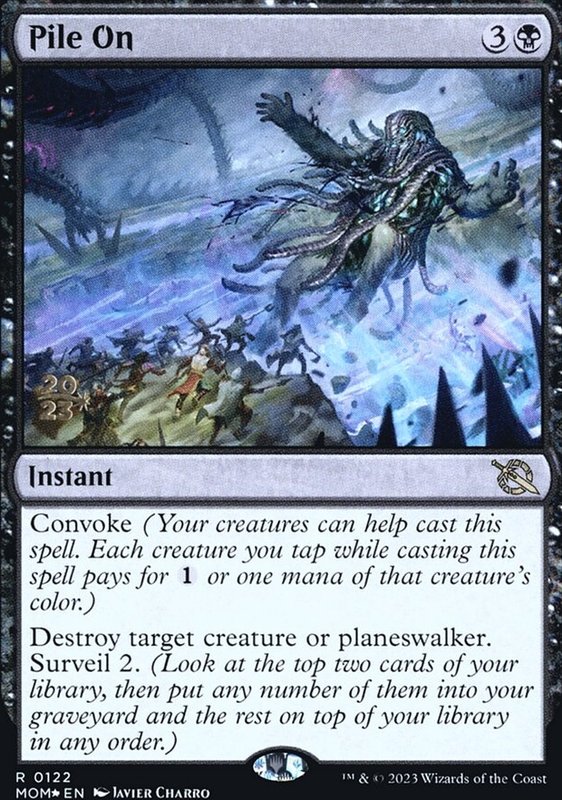 Pile On 3
20
23
Instant
Convoke (Your creatures can help cast this
spell. Each creature you tap while casting this
spell pays for 1 or one mana of that creature's
color.)
Destroy target creature or planeswalker.
Surveil 2. (Look at the top two cards of your
library, then put any number of them into your
graveyard and the rest on top of your library
in any order.)
R 0122
MOM★EN Javier Charro
™ & © 2023 Wizards of the Coast